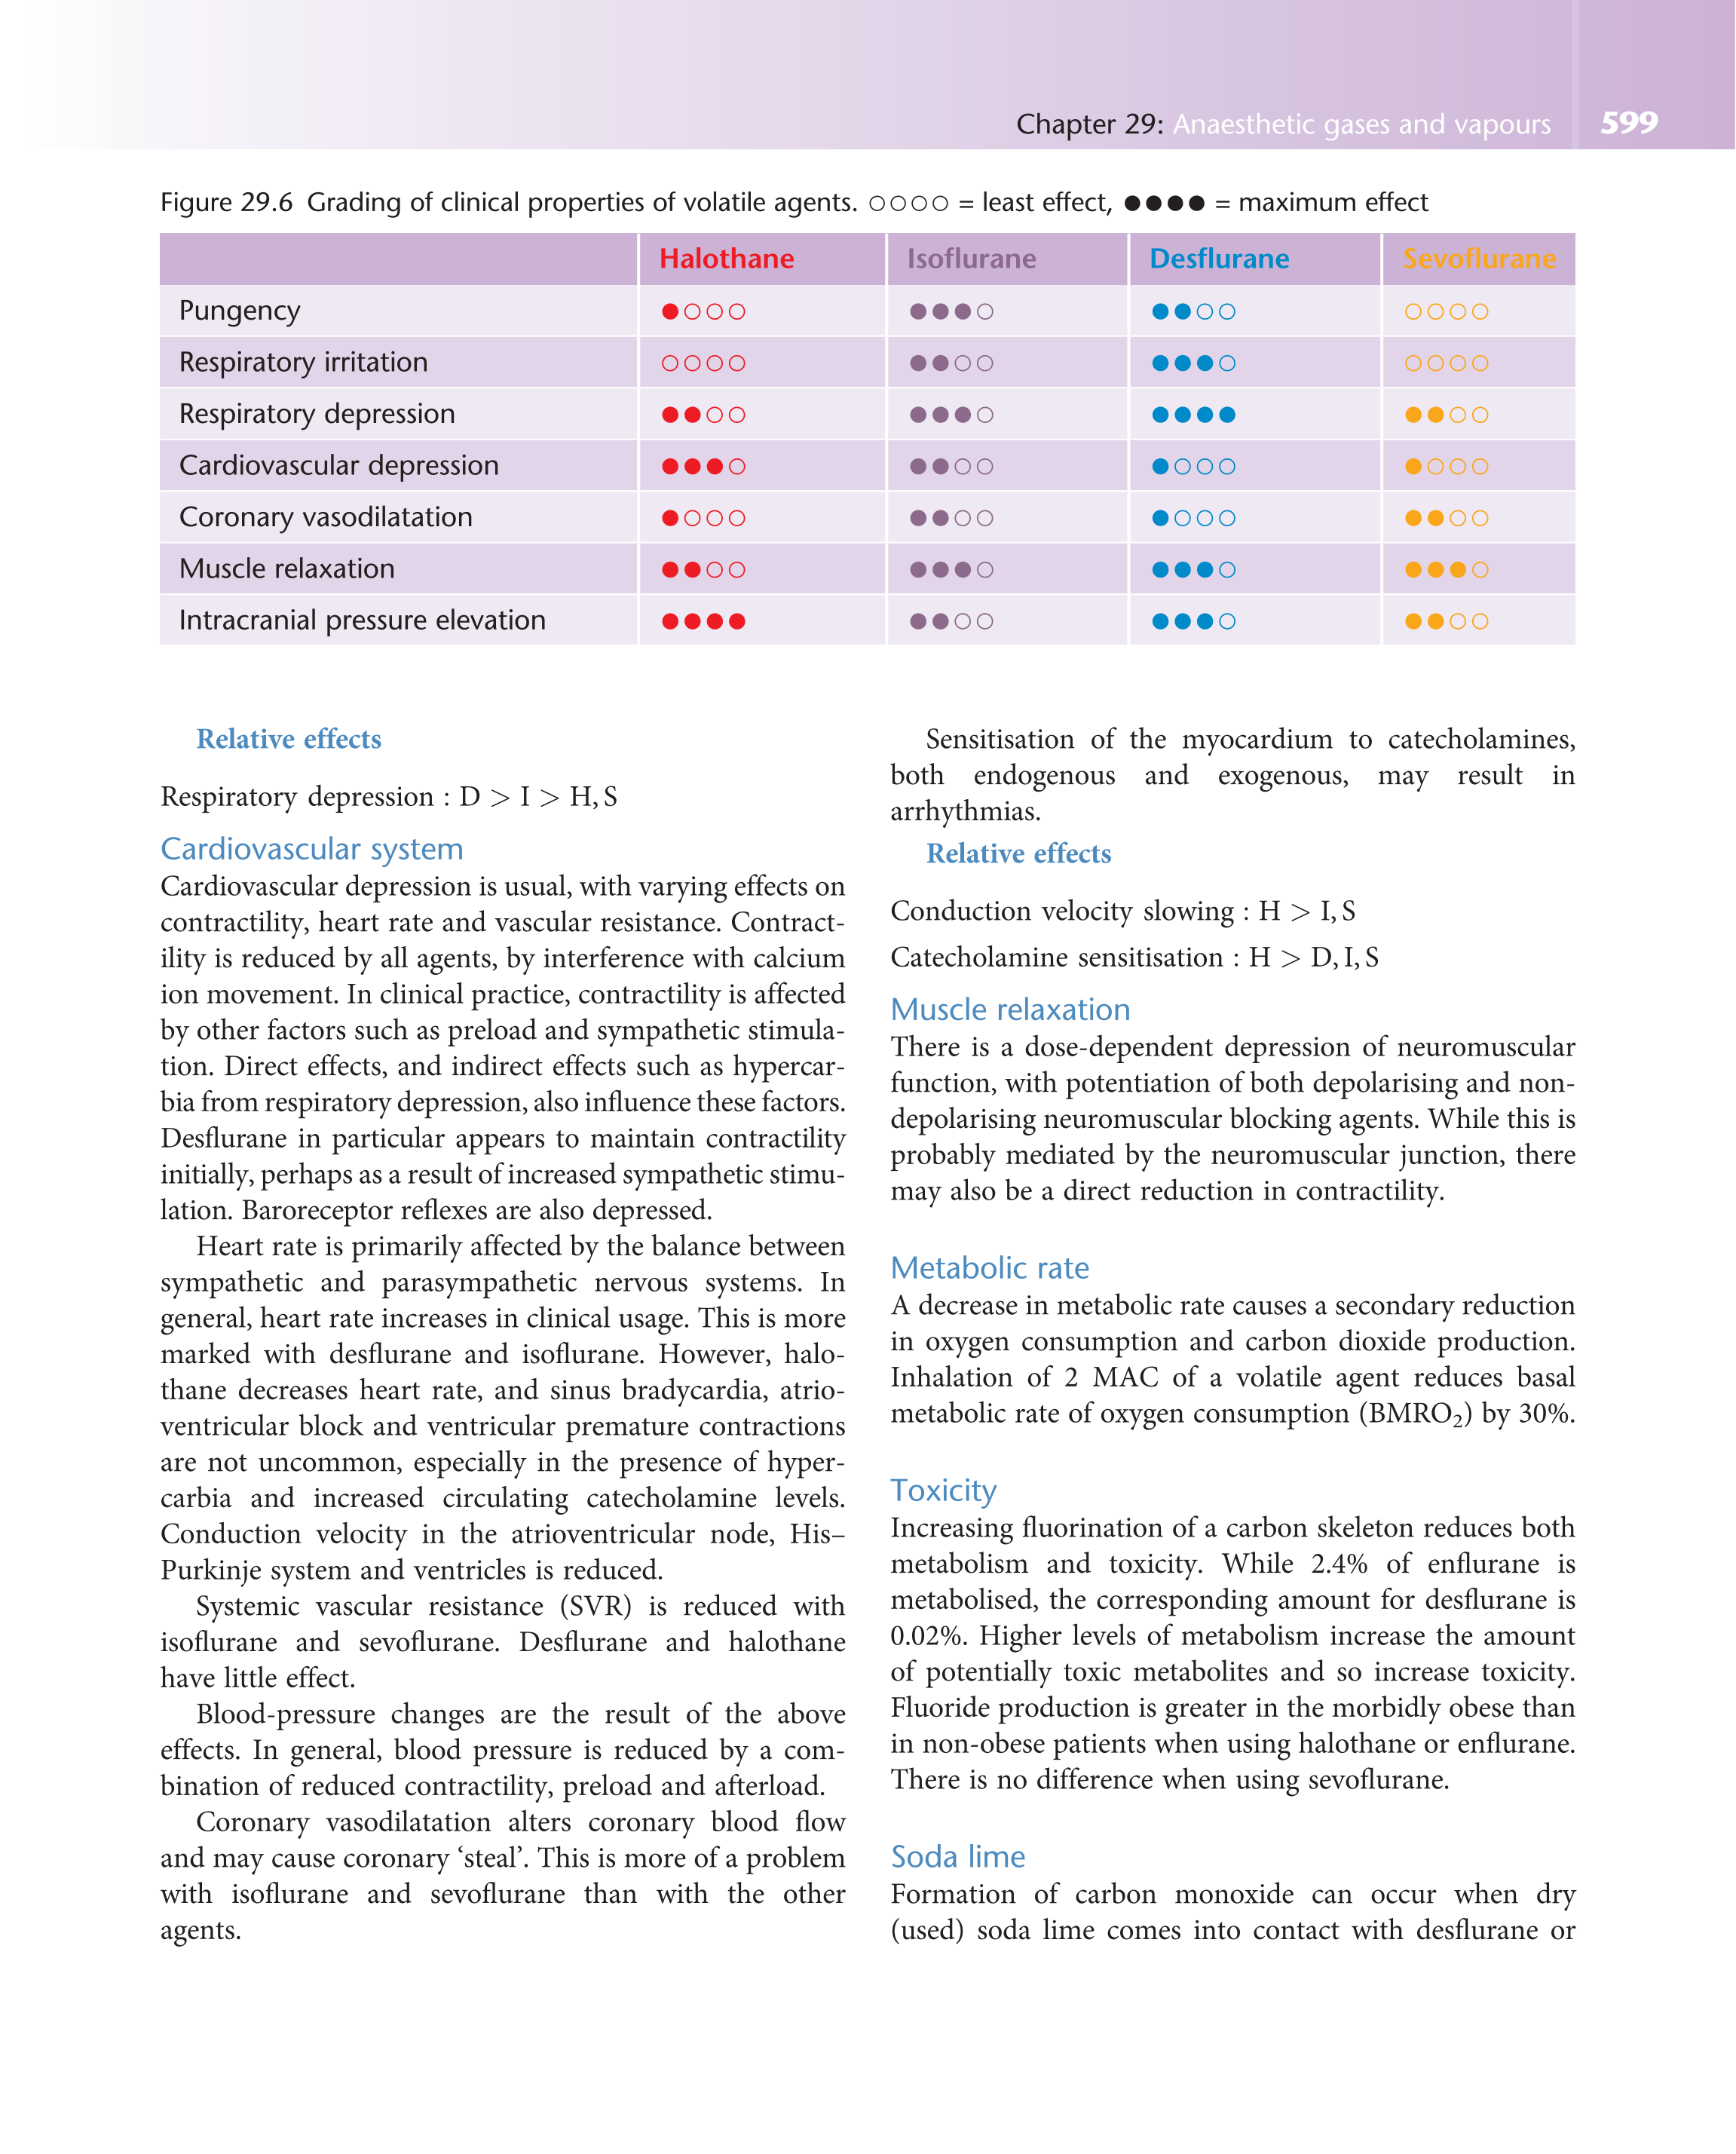 Chapter 29: Anaesthetic gases and vapours 599
Figure 29.6 Grading of clinical properties of volatile agents. ○○○○ = least effect, ●●●● = maximum effect
Halothane Isoflurane Desflurane Sevoflurane
Pungency ●○○○ ●●●○ ●●○○ ○○○○
Respiratory irritation ○○○○ ●●○○ ●●●○ ○○○○
Respiratory depression ●●○○ ●●●○ ●●●● ●●○○
Cardiovascular depression ●●●○ ●●○○ ●○○○ ●○○○
Coronary vasodilatation ●○○○ ●●○○ ●○○○ ●●○○
Muscle relaxation ●●○○ ●●●○ ●●●○ ●●●○
Intracranial pressure elevation ●●●● ●●○○ ●●●○ ●●○○
Relative effects
Respiratory depression : D > I > H, S
Cardiovascular system
Cardiovascular depression is usual, with varying effects on
contractility, heart rate and vascular resistance. Contract-
ility is reduced by all agents, by interference with calcium
ion movement. In clinical practice, contractility is affected
by other factors such as preload and sympathetic stimula-
tion. Direct effects, and indirect effects such as hypercar-
bia from respiratory depression, also influence these factors.
Desflurane in particular appears to maintain contractility
initially, perhaps as a result of increased sympathetic stimu-
lation. Baroreceptor reflexes are also depressed.
Heart rate is primarily affected by the balance between
sympathetic and parasympathetic nervous systems. In
general, heart rate increases in clinical usage. This is more
marked with desflurane and isoflurane. However, halo-
thane decreases heart rate, and sinus bradycardia, atrio-
ventricular block and ventricular premature contractions
are not uncommon, especially in the presence of hyper-
carbia and increased circulating catecholamine levels.
Conduction velocity in the atrioventricular node, His–
Purkinje system and ventricles is reduced.
Systemic vascular resistance (SVR) is reduced with
isoflurane and sevoflurane. Desflurane and halothane
have little effect.
Blood-pressure changes are the result of the above
effects. In general, blood pressure is reduced by a com-
bination of reduced contractility, preload and afterload.
Coronary vasodilatation alters coronary blood flow
and may cause coronary ‘steal’. This is more of a problem
with isoflurane and sevoflurane than with the other
agents.
Sensitisation of the myocardium to catecholamines,
both endogenous and exogenous, may result in
arrhythmias.
Relative effects
Conduction velocity slowing : H > I, S
Catecholamine sensitisation : H > D, I, S
Muscle relaxation
There is a dose-dependent depression of neuromuscular
function, with potentiation of both depolarising and non-
depolarising neuromuscular blocking agents. While this is
probably mediated by the neuromuscular junction, there
may also be a direct reduction in contractility.
Metabolic rate
A decrease in metabolic rate causes a secondary reduction
in oxygen consumption and carbon dioxide production.
Inhalation of 2 MAC of a volatile agent reduces basal
metabolic rate of oxygen consumption (BMRO₂) by 30%.
Toxicity
Increasing fluorination of a carbon skeleton reduces both
metabolism and toxicity. While 2.4% of enflurane is
metabolised, the corresponding amount for desflurane is
0.02%. Higher levels of metabolism increase the amount
of potentially toxic metabolites and so increase toxicity.
Fluoride production is greater in the morbidly obese than
in non-obese patients when using halothane or enflurane.
There is no difference when using sevoflurane.
Soda lime
Formation of carbon monoxide can occur when dry
(used) soda lime comes into contact with desflurane or